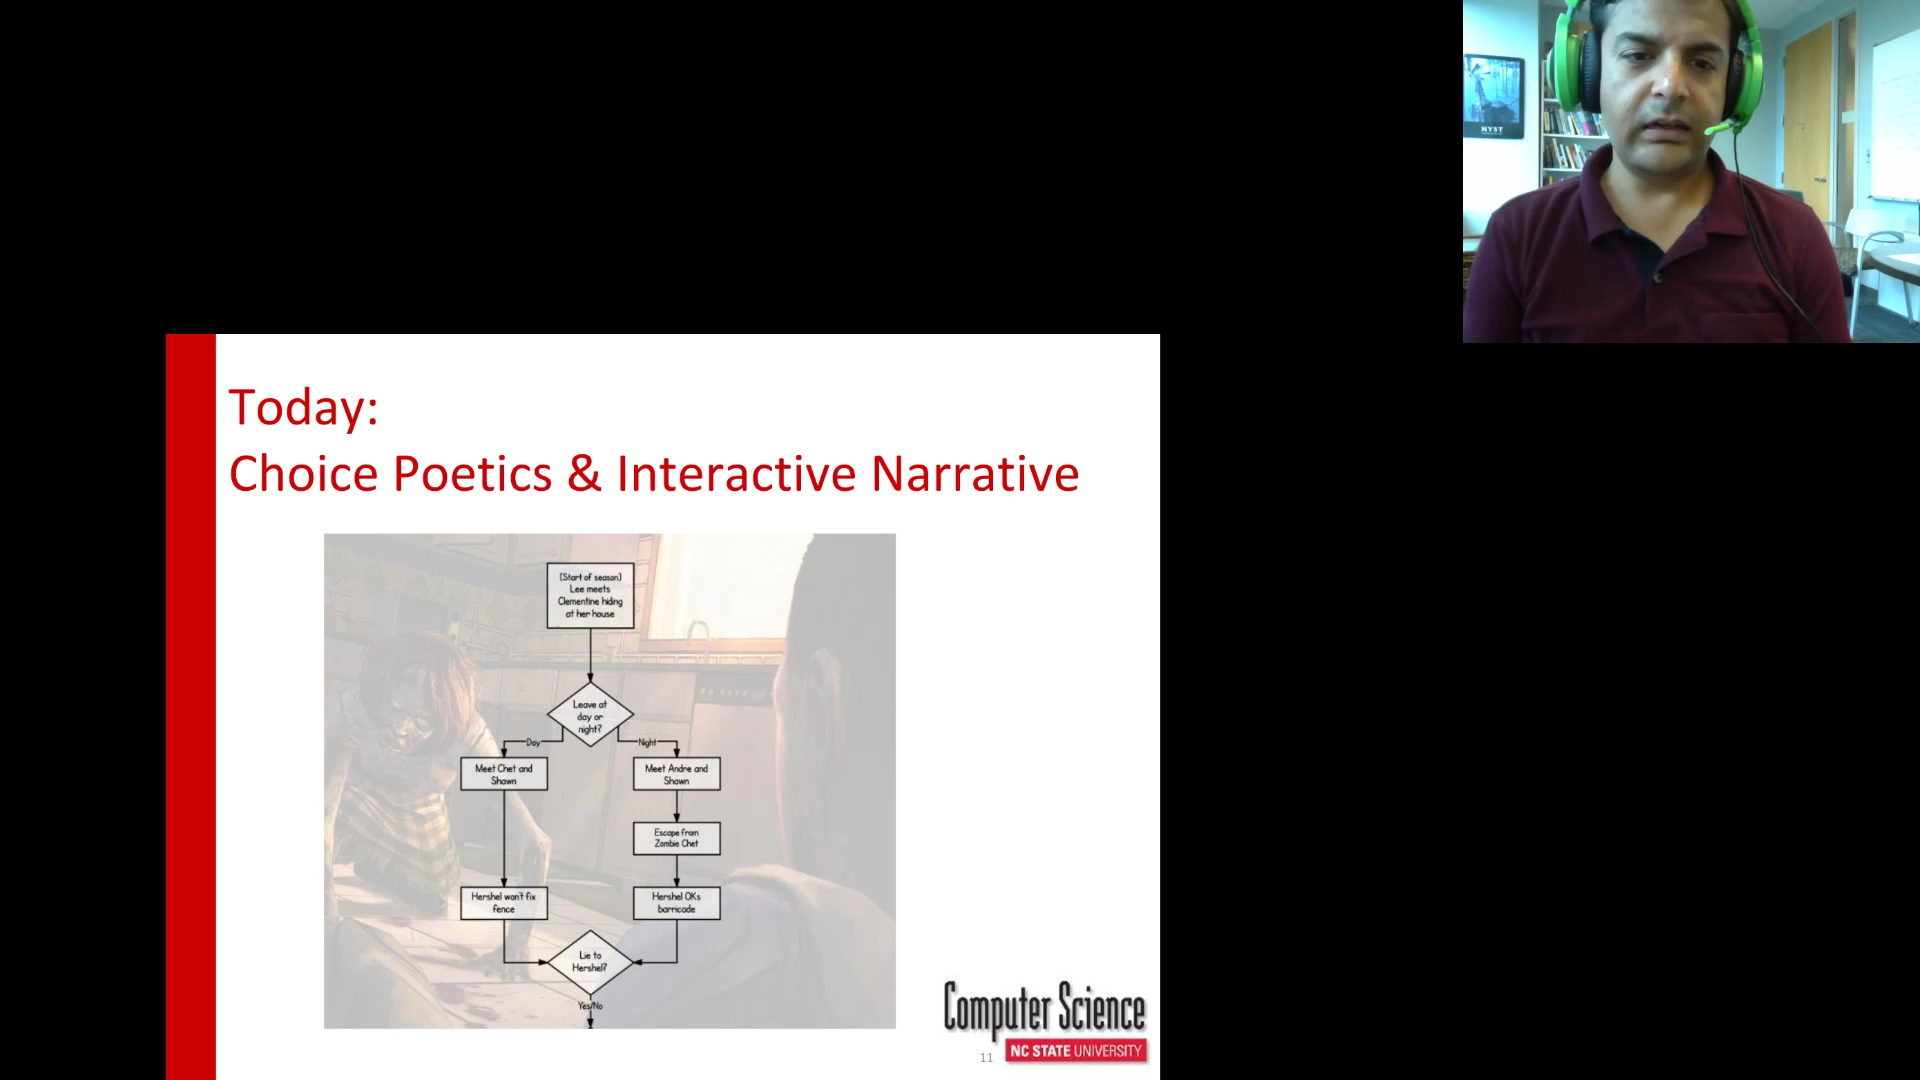 MYST
Today:
Choice Poetics & Interactive Narrative
[Start of season]
Lee meets
Clementine hiding
at her house
Leave at
day or
night?
Day
Night
Meet Chet and
Shawn
Meet Andre and
Shawn
Escape from
Zombie Chet
Hershel won't fix
fence
Hershel OKs
barricade
Lie to
Hershel?
Yes/No
Computer Science
NC STATE UNIVERSITY
11